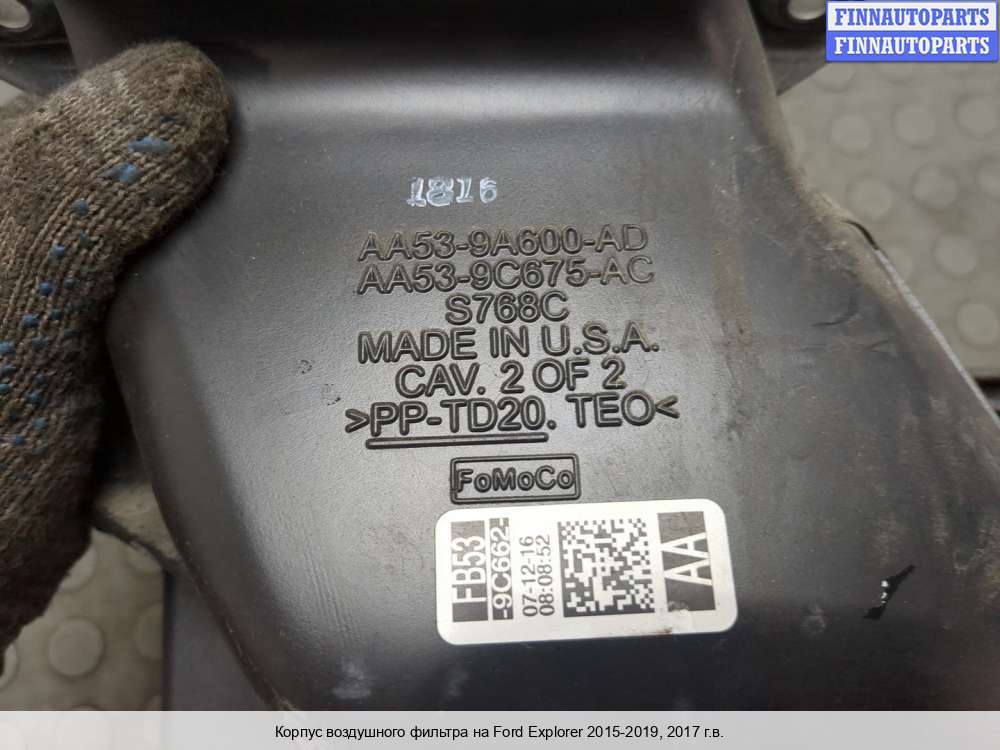 FINNAUTOPARTS
FINNAUTOPARTS
1816
AA53-9A600-AD
AA53-9C675-AC
S768C
MADE IN U.S.A.
CAV. 2 OF 2
>PP-TD20. TEO<
FoMoCo
FB53
-9C662-
07-12-16
08:08:52
AA
Корпус воздушного фильтра на Ford Explorer 2015-2019, 2017 г.в.